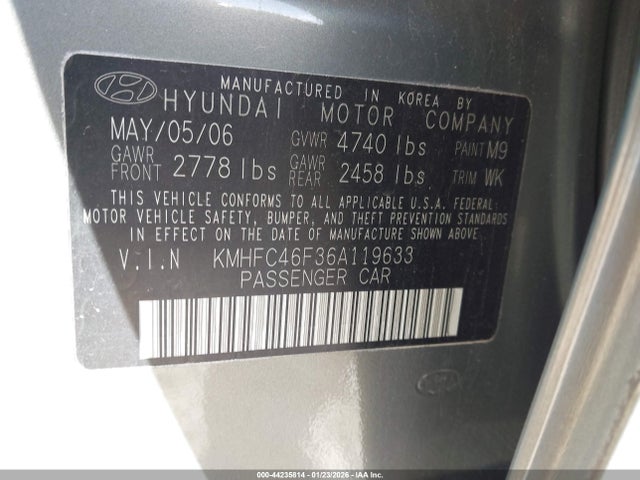 MANUFACTURED IN KOREA BY
HYUNDAI MOTOR COMPANY
MAY/05/06 GVWR 4740 lbs PAINT M9
GAWR FRONT 2778 lbs GAWR REAR 2458 lbs TRIM WK
THIS VEHICLE CONFORMS TO ALL APPLICABLE U.S.A. FEDERAL
MOTOR VEHICLE SAFETY, BUMPER, AND THEFT PREVENTION STANDARDS
IN EFFECT ON THE DATE OF MANUFACTURE SHOWN ABOVE
V.I.N KMHFC46F36A119633
PASSENGER CAR
000-44235814 - 01/23/2026 - IAA Inc.